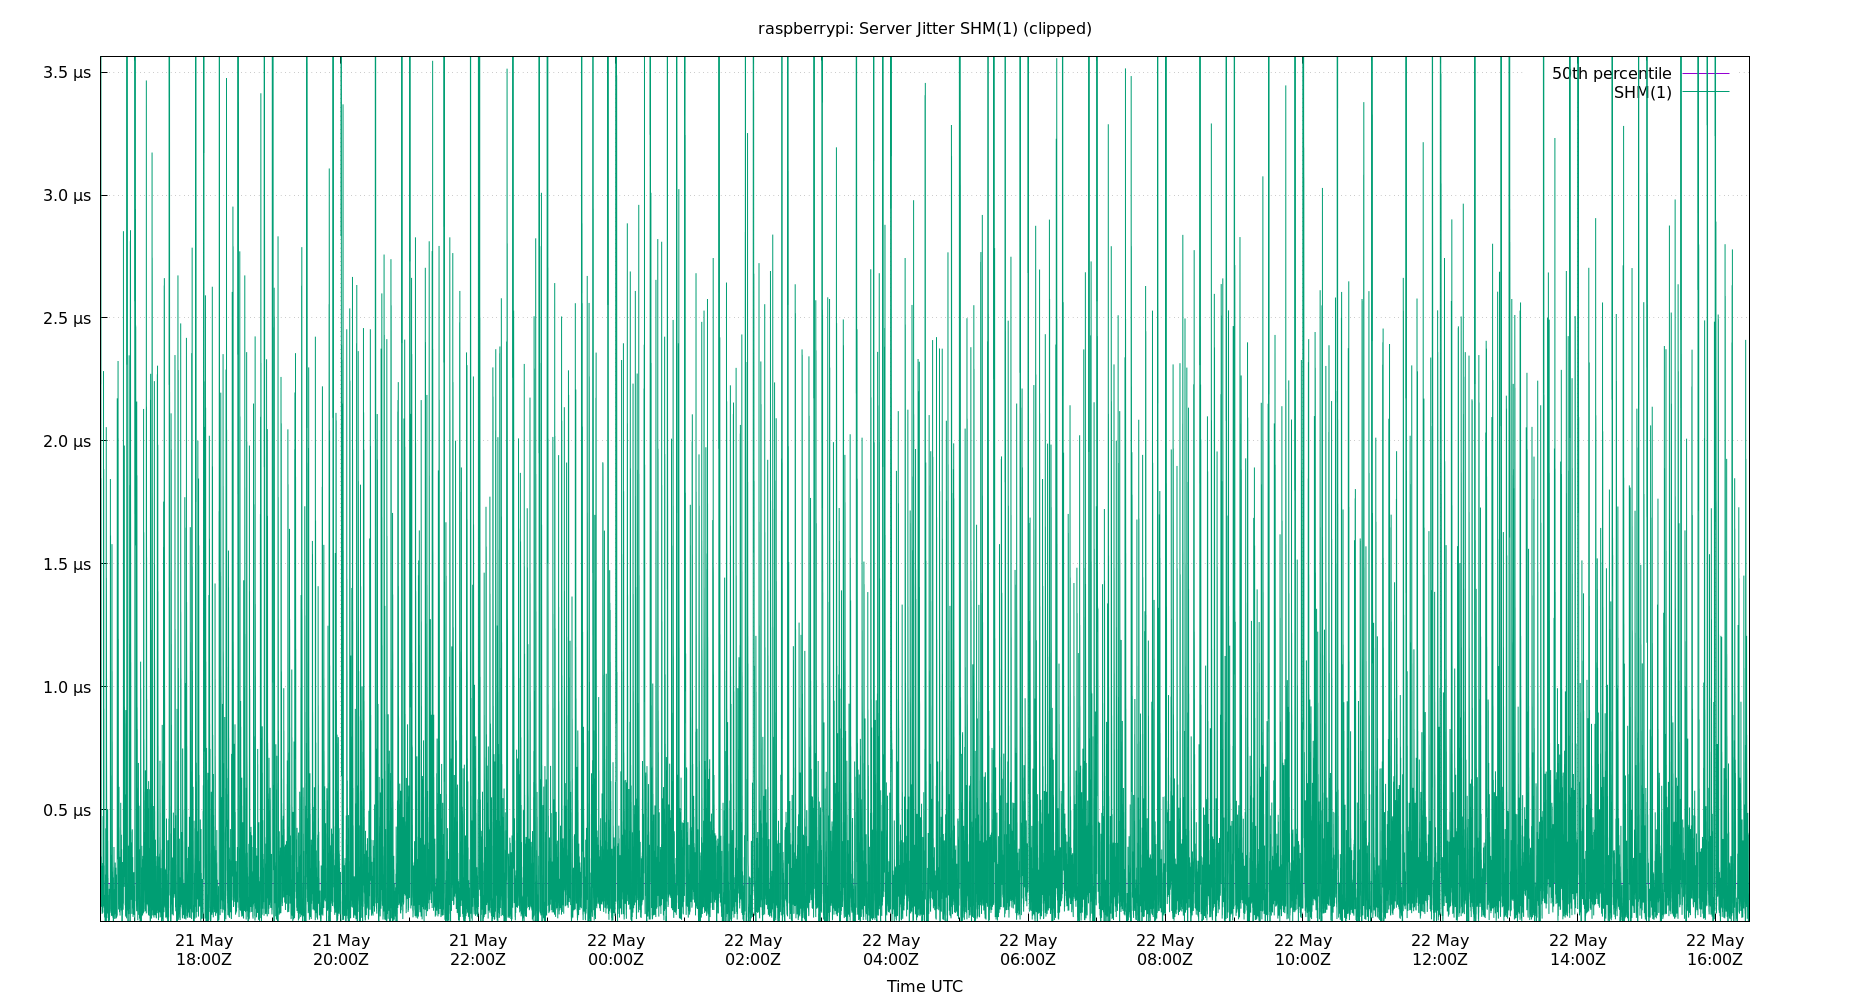 raspberrypi: Server Jitter SHM(1) (clipped)
50th percentile
SHM(1)
3.5 µs
3.0 µs
2.5 µs
2.0 µs
1.5 µs
1.0 µs
0.5 µs
21 May 21 May 21 May 22 May 22 May 22 May 22 May 22 May 22 May 22 May 22 May 22 May
18:00Z 20:00Z 22:00Z 00:00Z 02:00Z 04:00Z 06:00Z 08:00Z 10:00Z 12:00Z 14:00Z 16:00Z
Time UTC